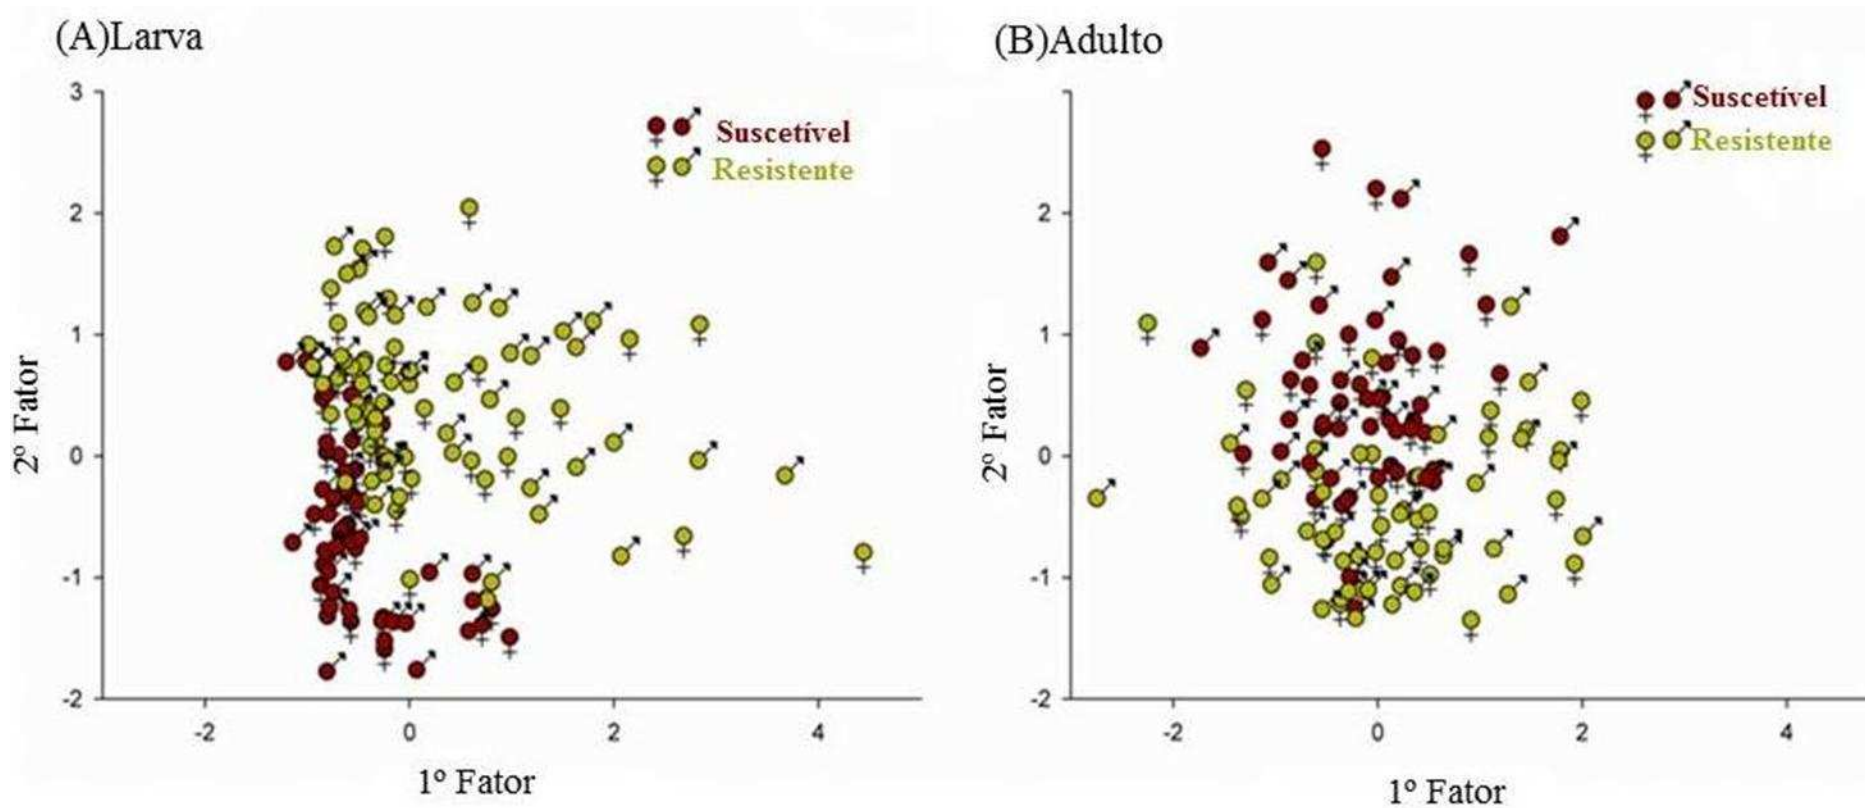 (A)Larva
3
2
1
0
-1
-2
-2
0
2
4
2º Fator
1º Fator
Suscetível
Resistente
(B)Adulto
2
1
0
-1
-2
-2
0
2
4
2º Fator
1º Fator
Suscetível
Resistente